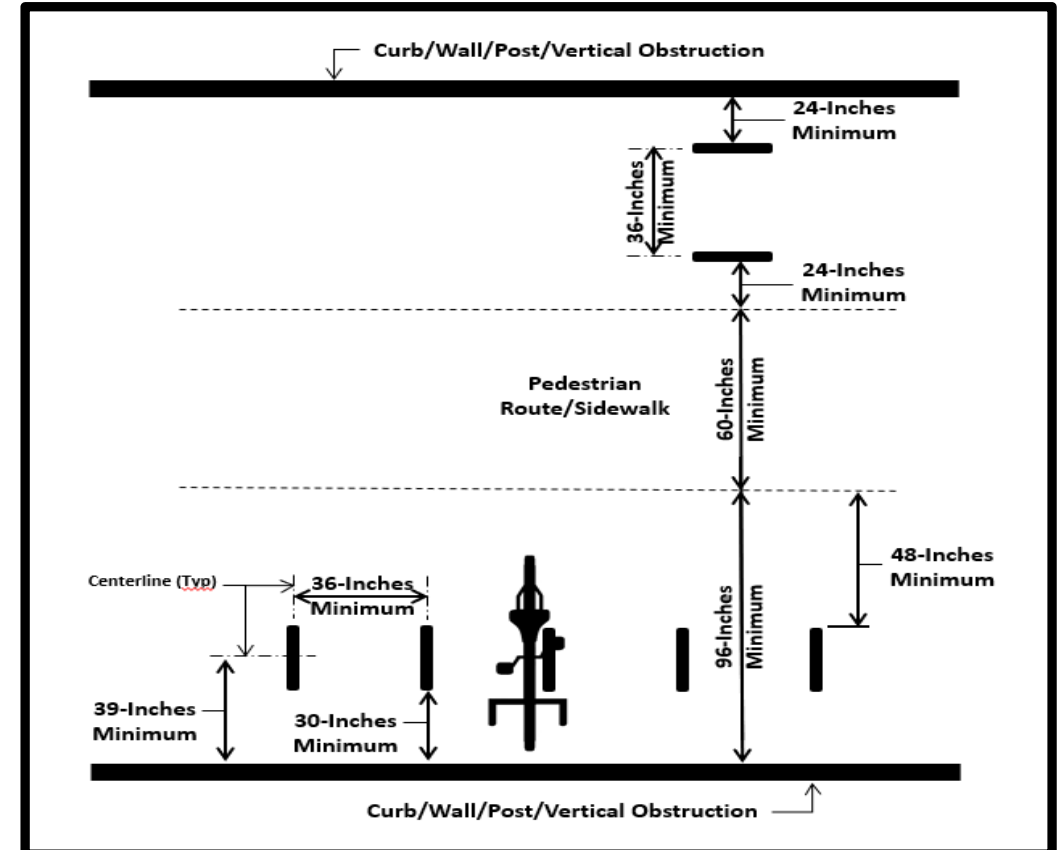 Curb/Wall/Post/Vertical Obstruction
24-Inches
Minimum
36-Inches
Minimum
24-Inches
Minimum
Pedestrian
Route/Sidewalk
60-Inches
Minimum
48-Inches
Minimum
Centerline (Typ)
36-Inches
Minimum
96-Inches
Minimum
39-Inches
Minimum
30-Inches
Minimum
Curb/Wall/Post/Vertical Obstruction